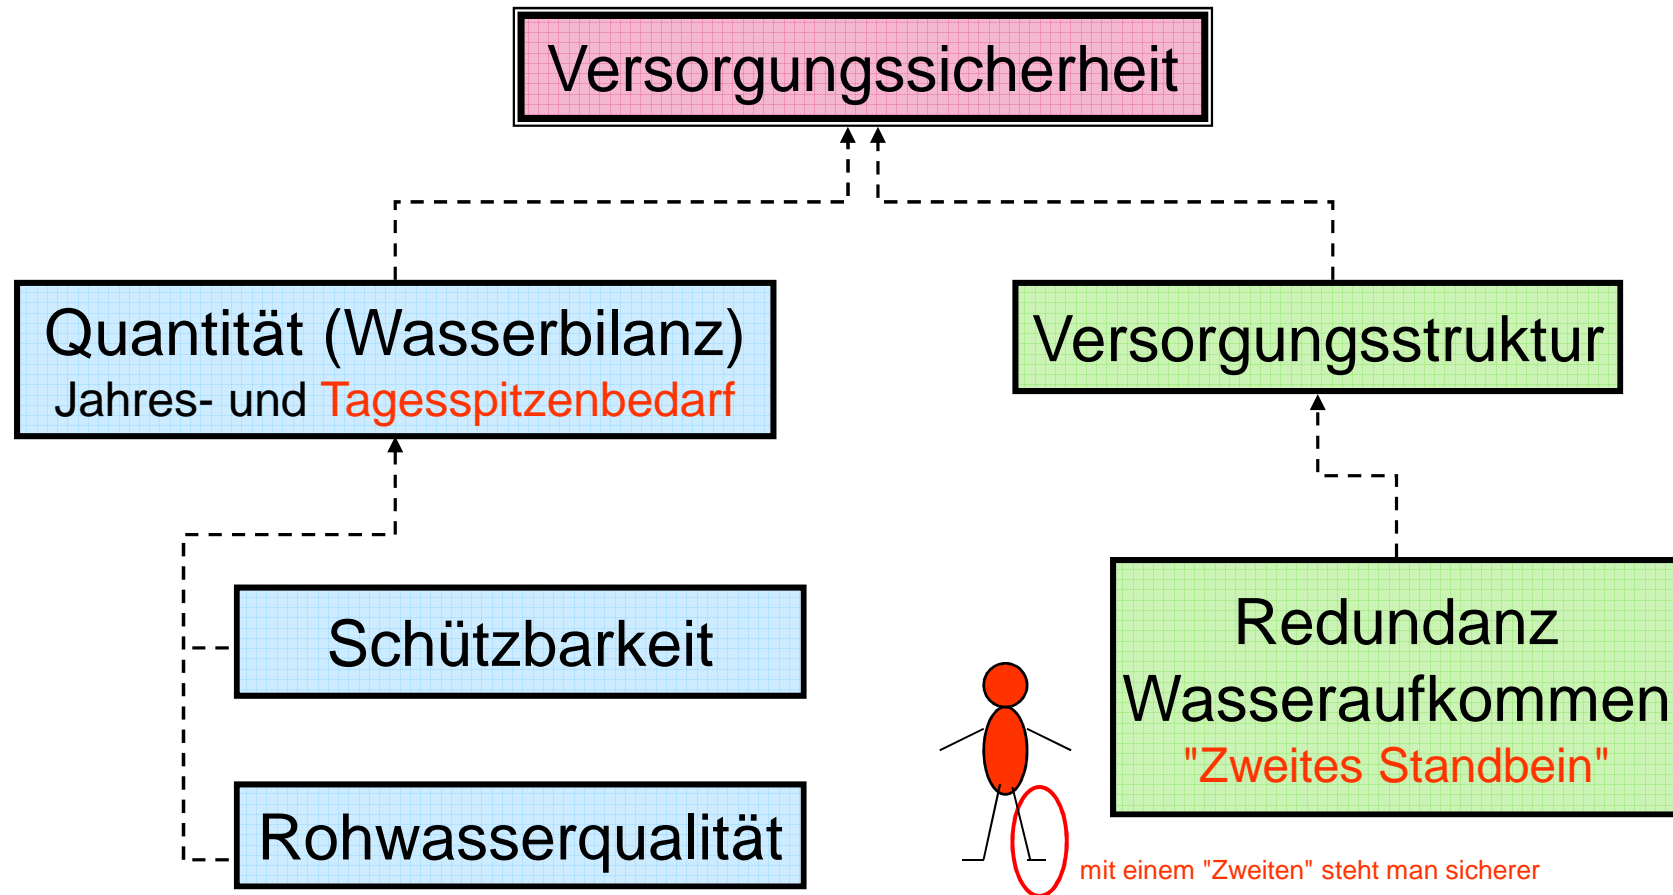 Versorgungssicherheit
Quantität (Wasserbilanz)
Jahres- und Tagesspitzenbedarf
Versorgungsstruktur
Schützbarkeit
Rohwasserqualität
Redundanz
Wasseraufkommen
"Zweites Standbein"
mit einem "Zweiten" steht man sicherer